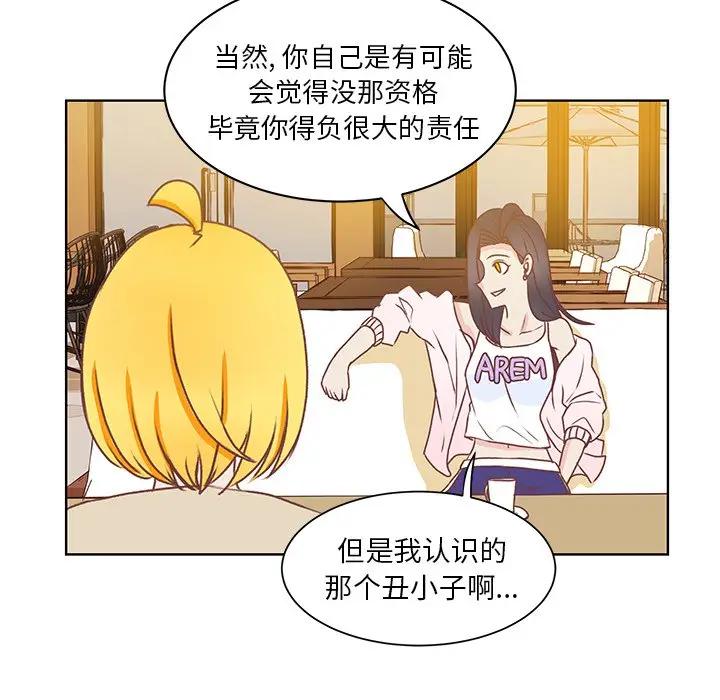 当然, 你自己是有可能
会觉得没那资格
毕竟你得负很大的责任
AREM
但是我认识的
那个丑小子啊...